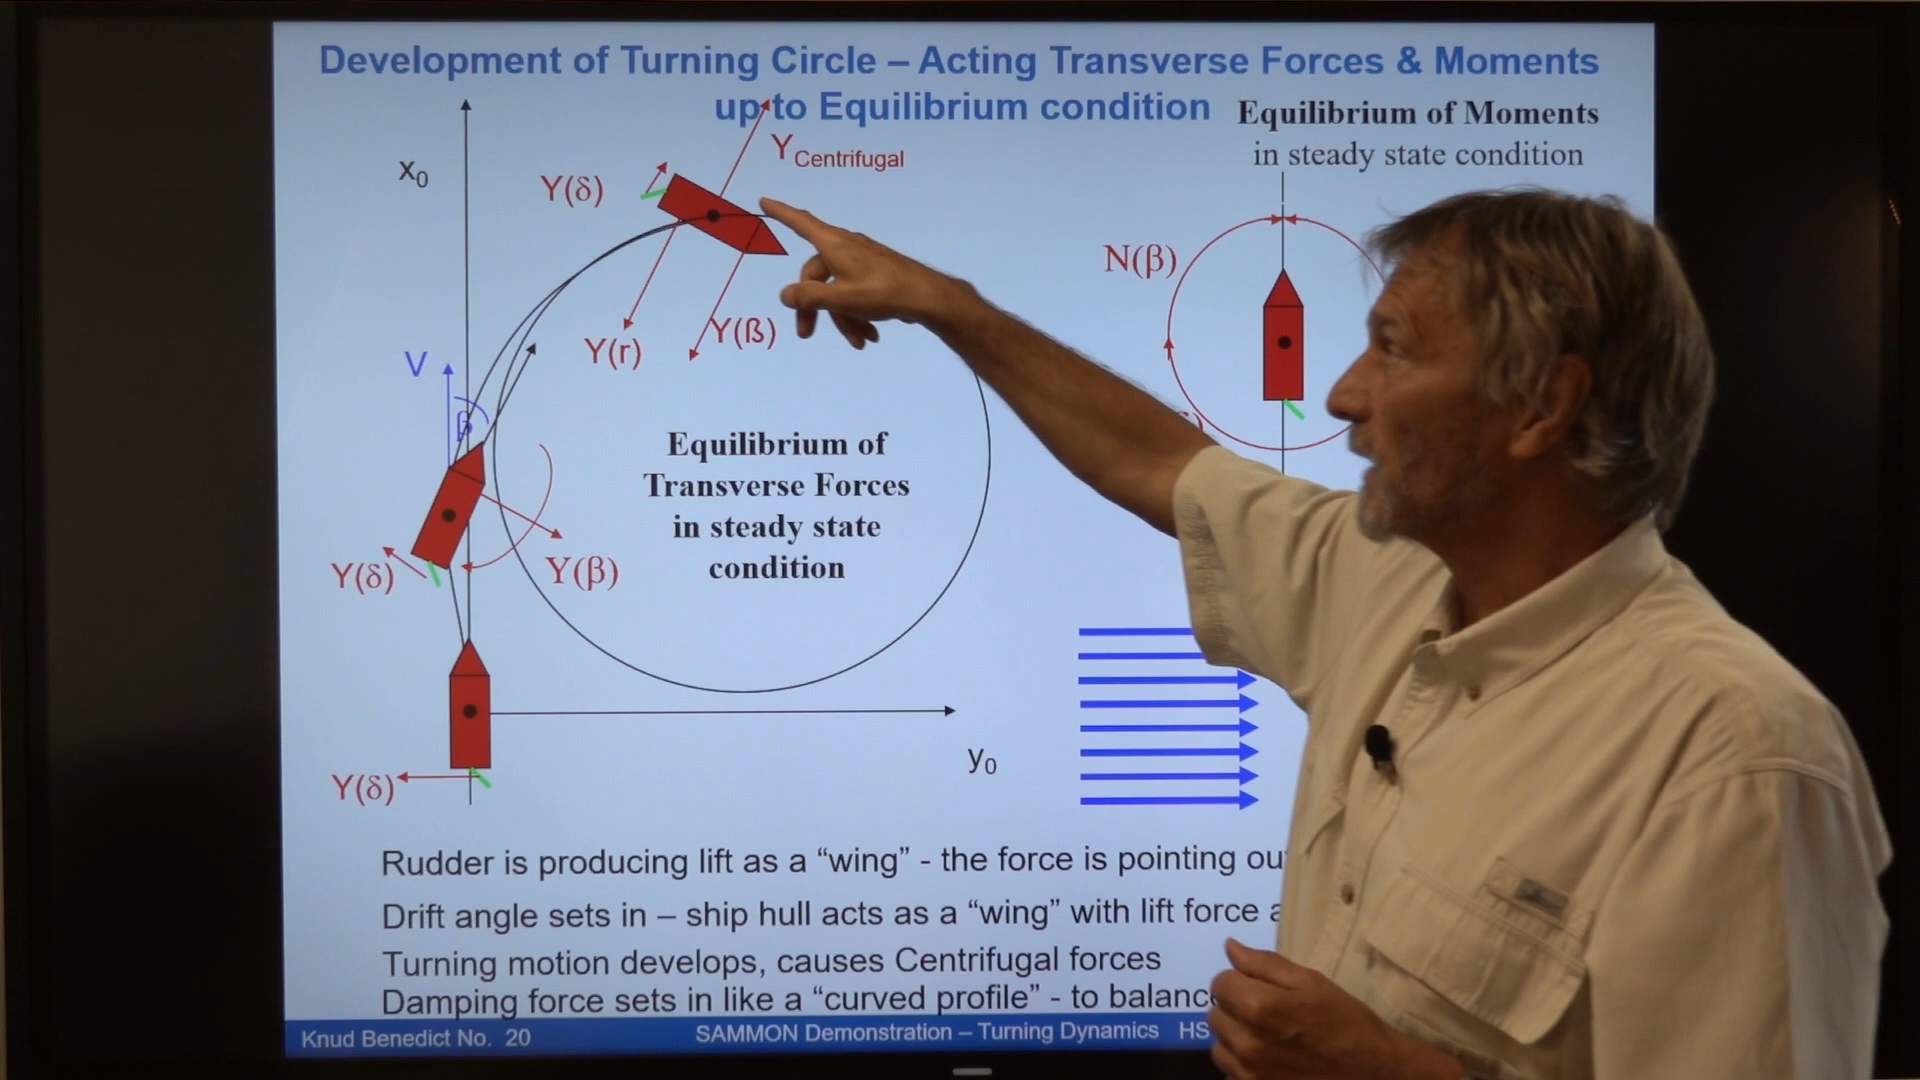 Development of Turning Circle – Acting Transverse Forces & Moments
up to Equilibrium condition
Equilibrium of Moments
in steady state condition
x₀
Y(δ)
Y Centrifugal
N(β)
Y(r)
Y(ß)
V
β
Equilibrium of
Transverse Forces
in steady state
condition
Y(δ)
Y(β)
y₀
Y(δ)
Rudder is producing lift as a “wing” - the force is pointing
Drift angle sets in – ship hull acts as a “wing” with lift force
Turning motion develops, causes Centrifugal forces
Damping force sets in like a “curved profile” - to
Knud Benedict No. 20
SAMMON Demonstration – Turning Dynamics HS